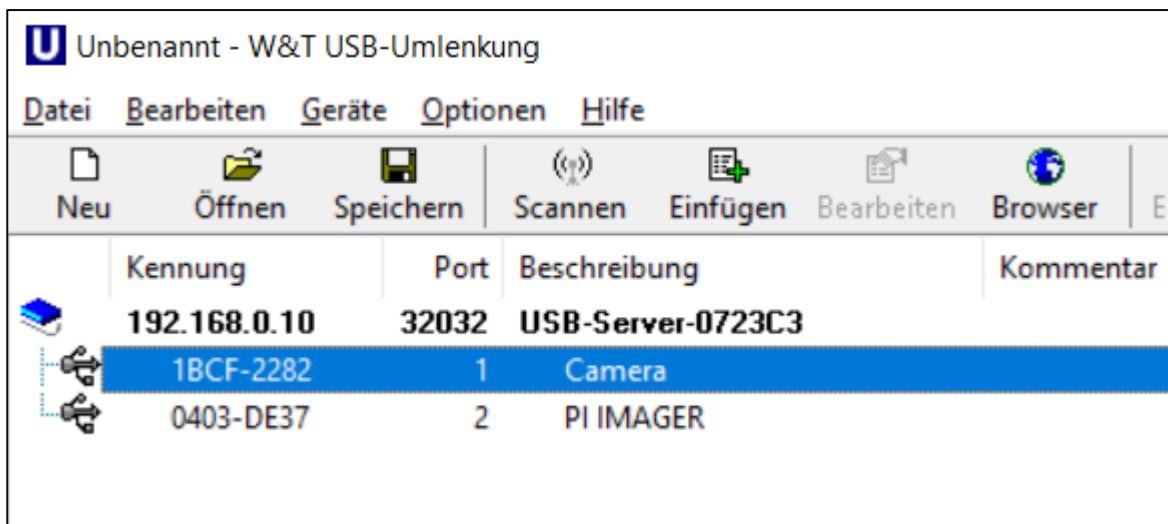 U Unbenannt - W&T USB-Umlenkung
Datei Bearbeiten Geräte Optionen Hilfe
Neu Öffnen Speichern Scannen Einfügen Bearbeiten Browser E
Kennung Port Beschreibung Kommentar
192.168.0.10 32032 USB-Server-0723C3
1BCF-2282 1 Camera
0403-DE37 2 PI IMAGER